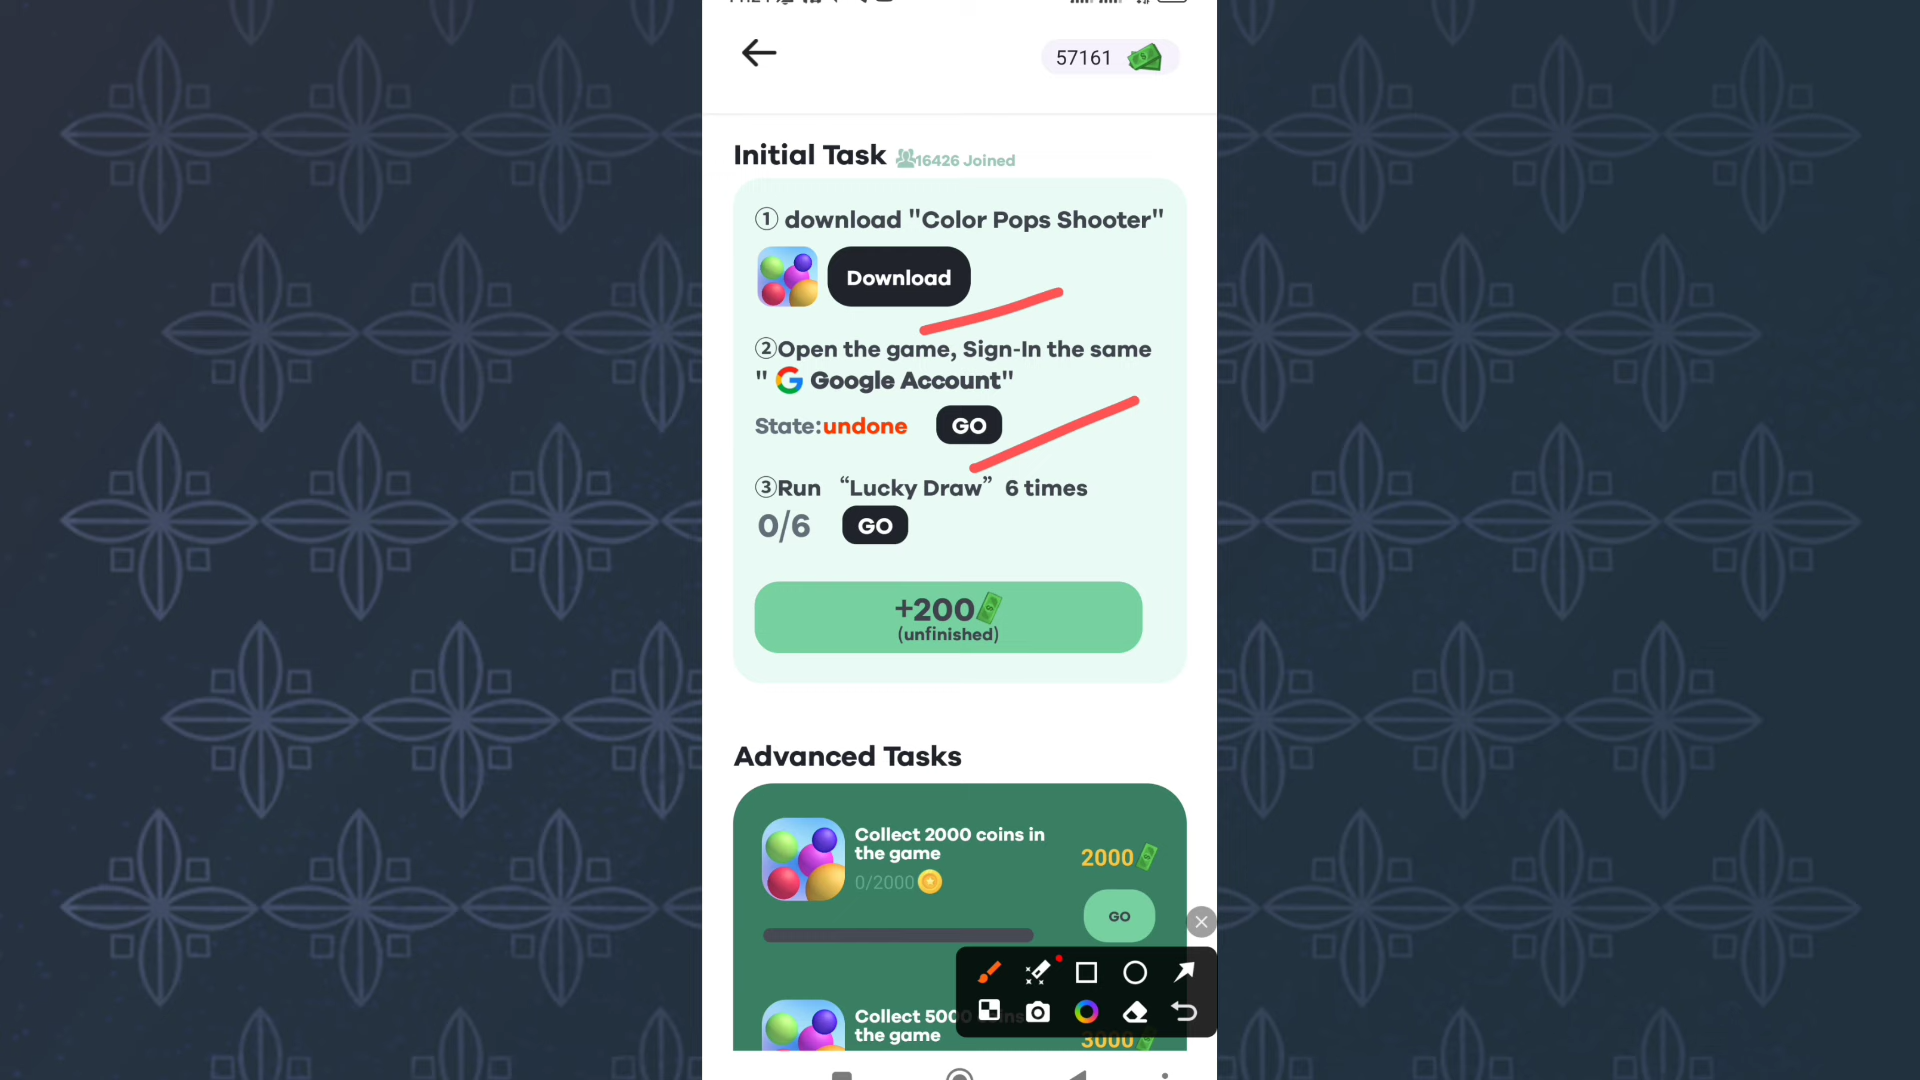 57161
Initial Task 16426 Joined
① download "Color Pops Shooter"
Download
②Open the game, Sign-In the same
" G Google Account"
State:undone GO
③Run “Lucky Draw” 6 times
0/6 GO
+200
(unfinished)
Advanced Tasks
Collect 2000 coins in
the game
2000
0/2000
GO
Collect 5000 coins
the game
3000